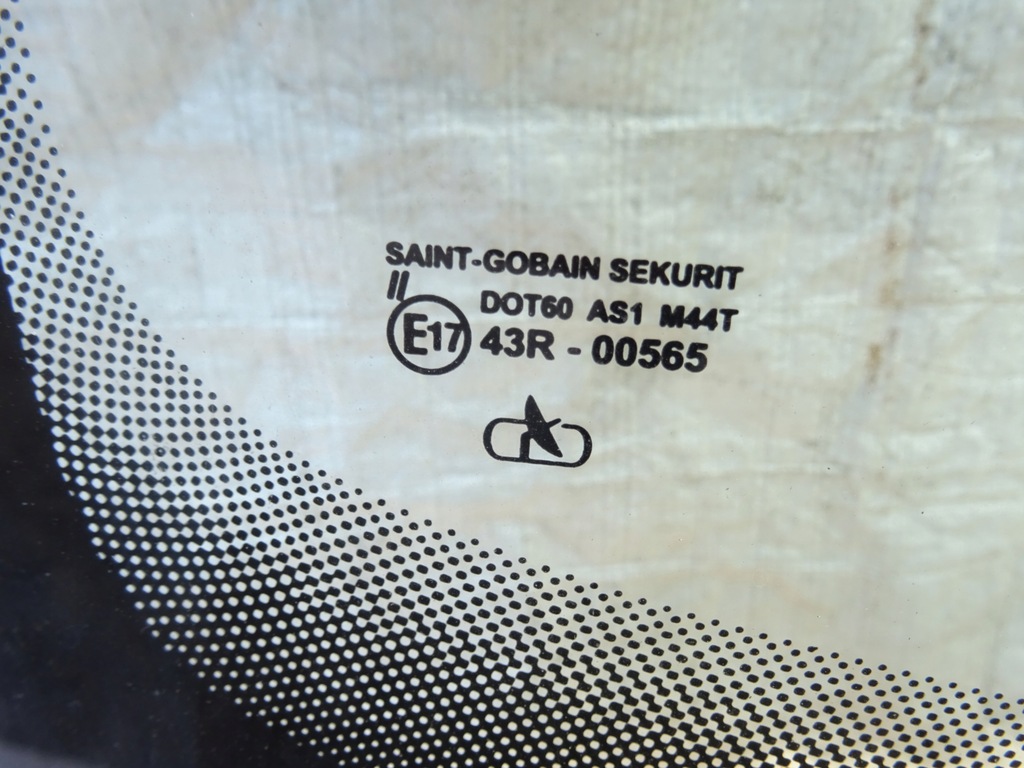 SAINT-GOBAIN SEKURIT
II
DOT60 AS1 M44T
E17 43R - 00565